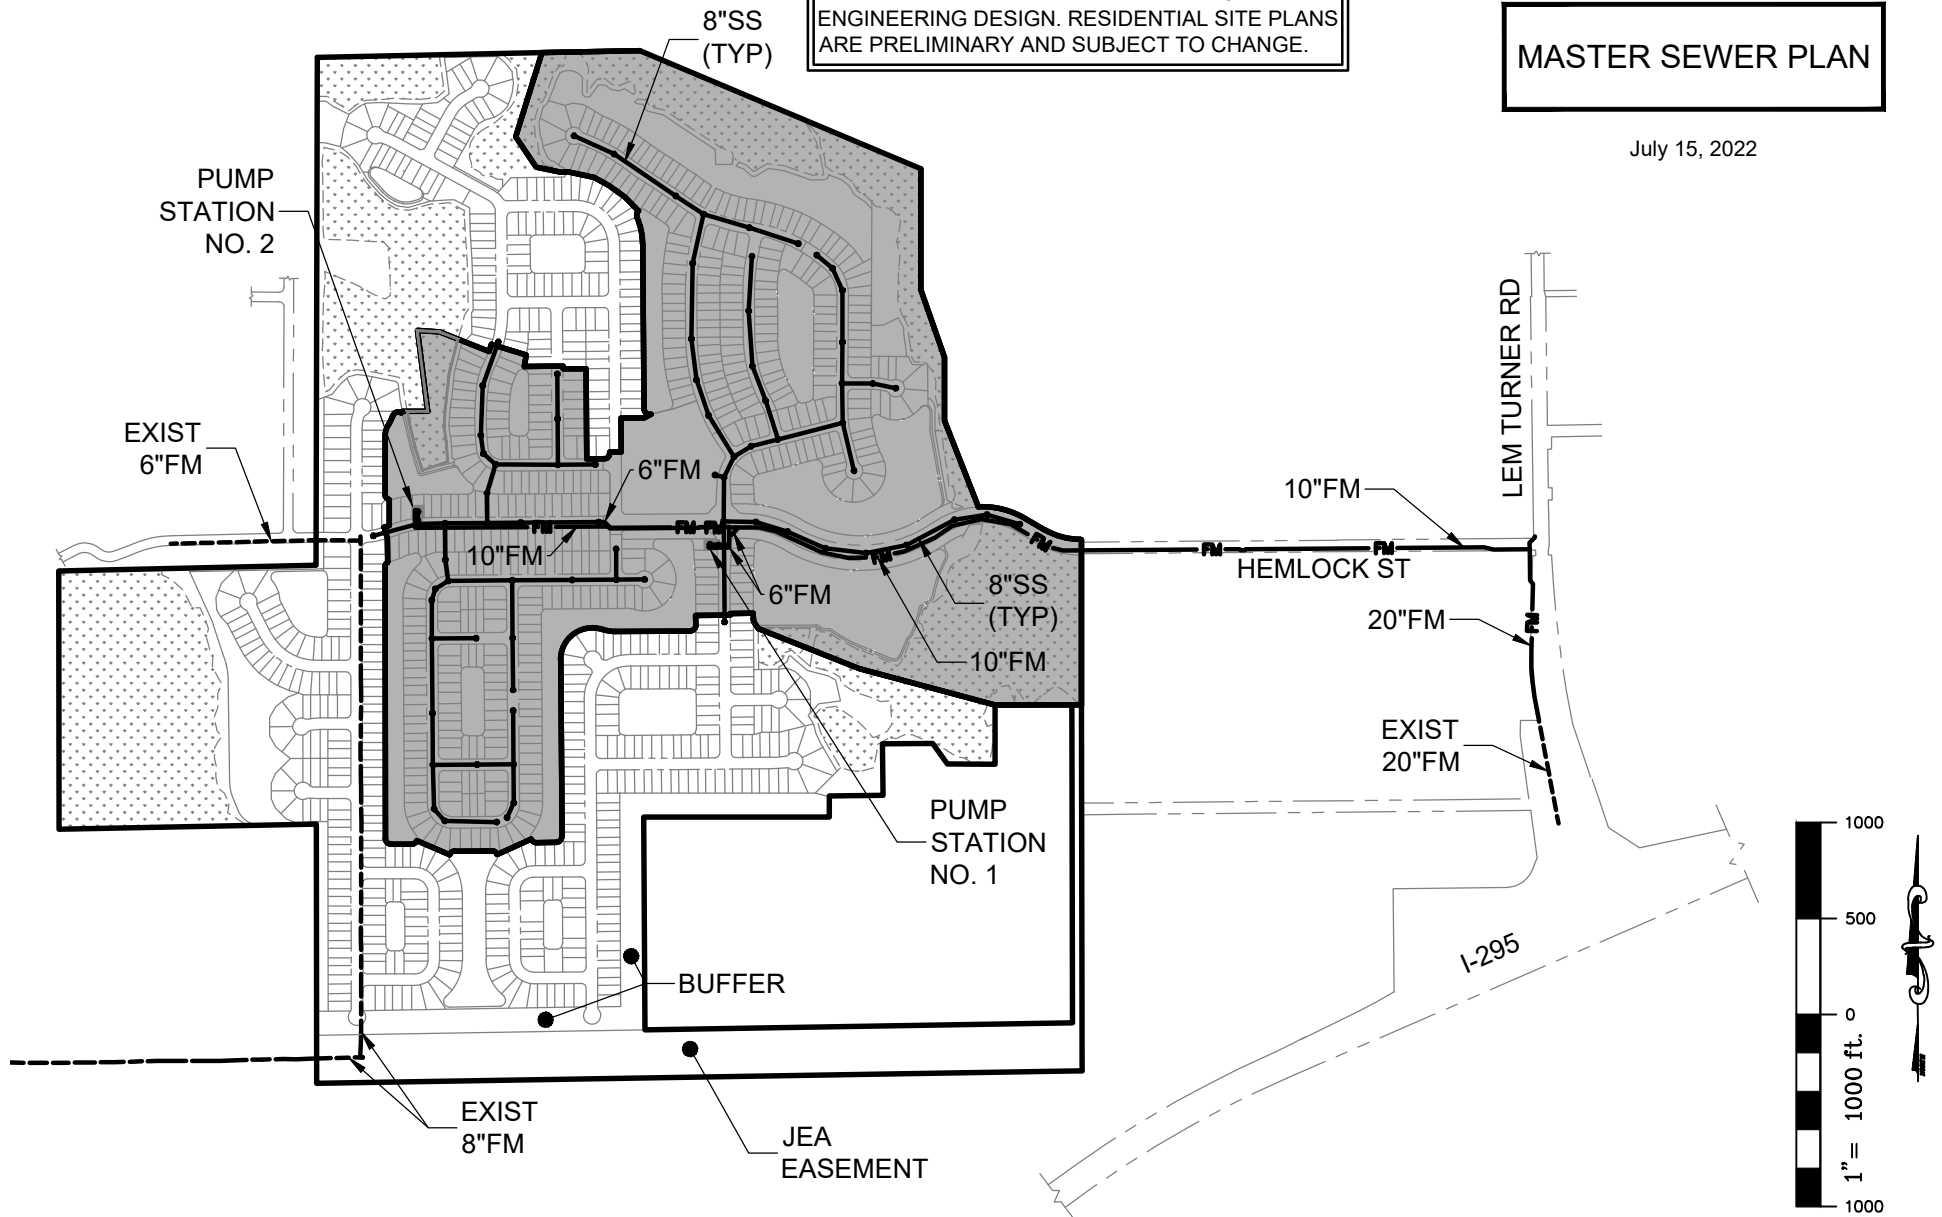 ENGINEERING DESIGN. RESIDENTIAL SITE PLANS
ARE PRELIMINARY AND SUBJECT TO CHANGE.
MASTER SEWER PLAN
July 15, 2022
8"SS
(TYP)
PUMP
STATION
NO. 2
EXIST
6"FM
6"FM
10"FM
FM
FM
FM
FM
FM
FM
FM
6"FM
8"SS
(TYP)
10"FM
10"FM
HEMLOCK ST
LEM TURNER RD
20"FM
FM
EXIST
20"FM
PUMP
STATION
NO. 1
BUFFER
I-295
EXIST
8"FM
JEA
EASEMENT
1000
500
0
1000
1"= 1000 ft.